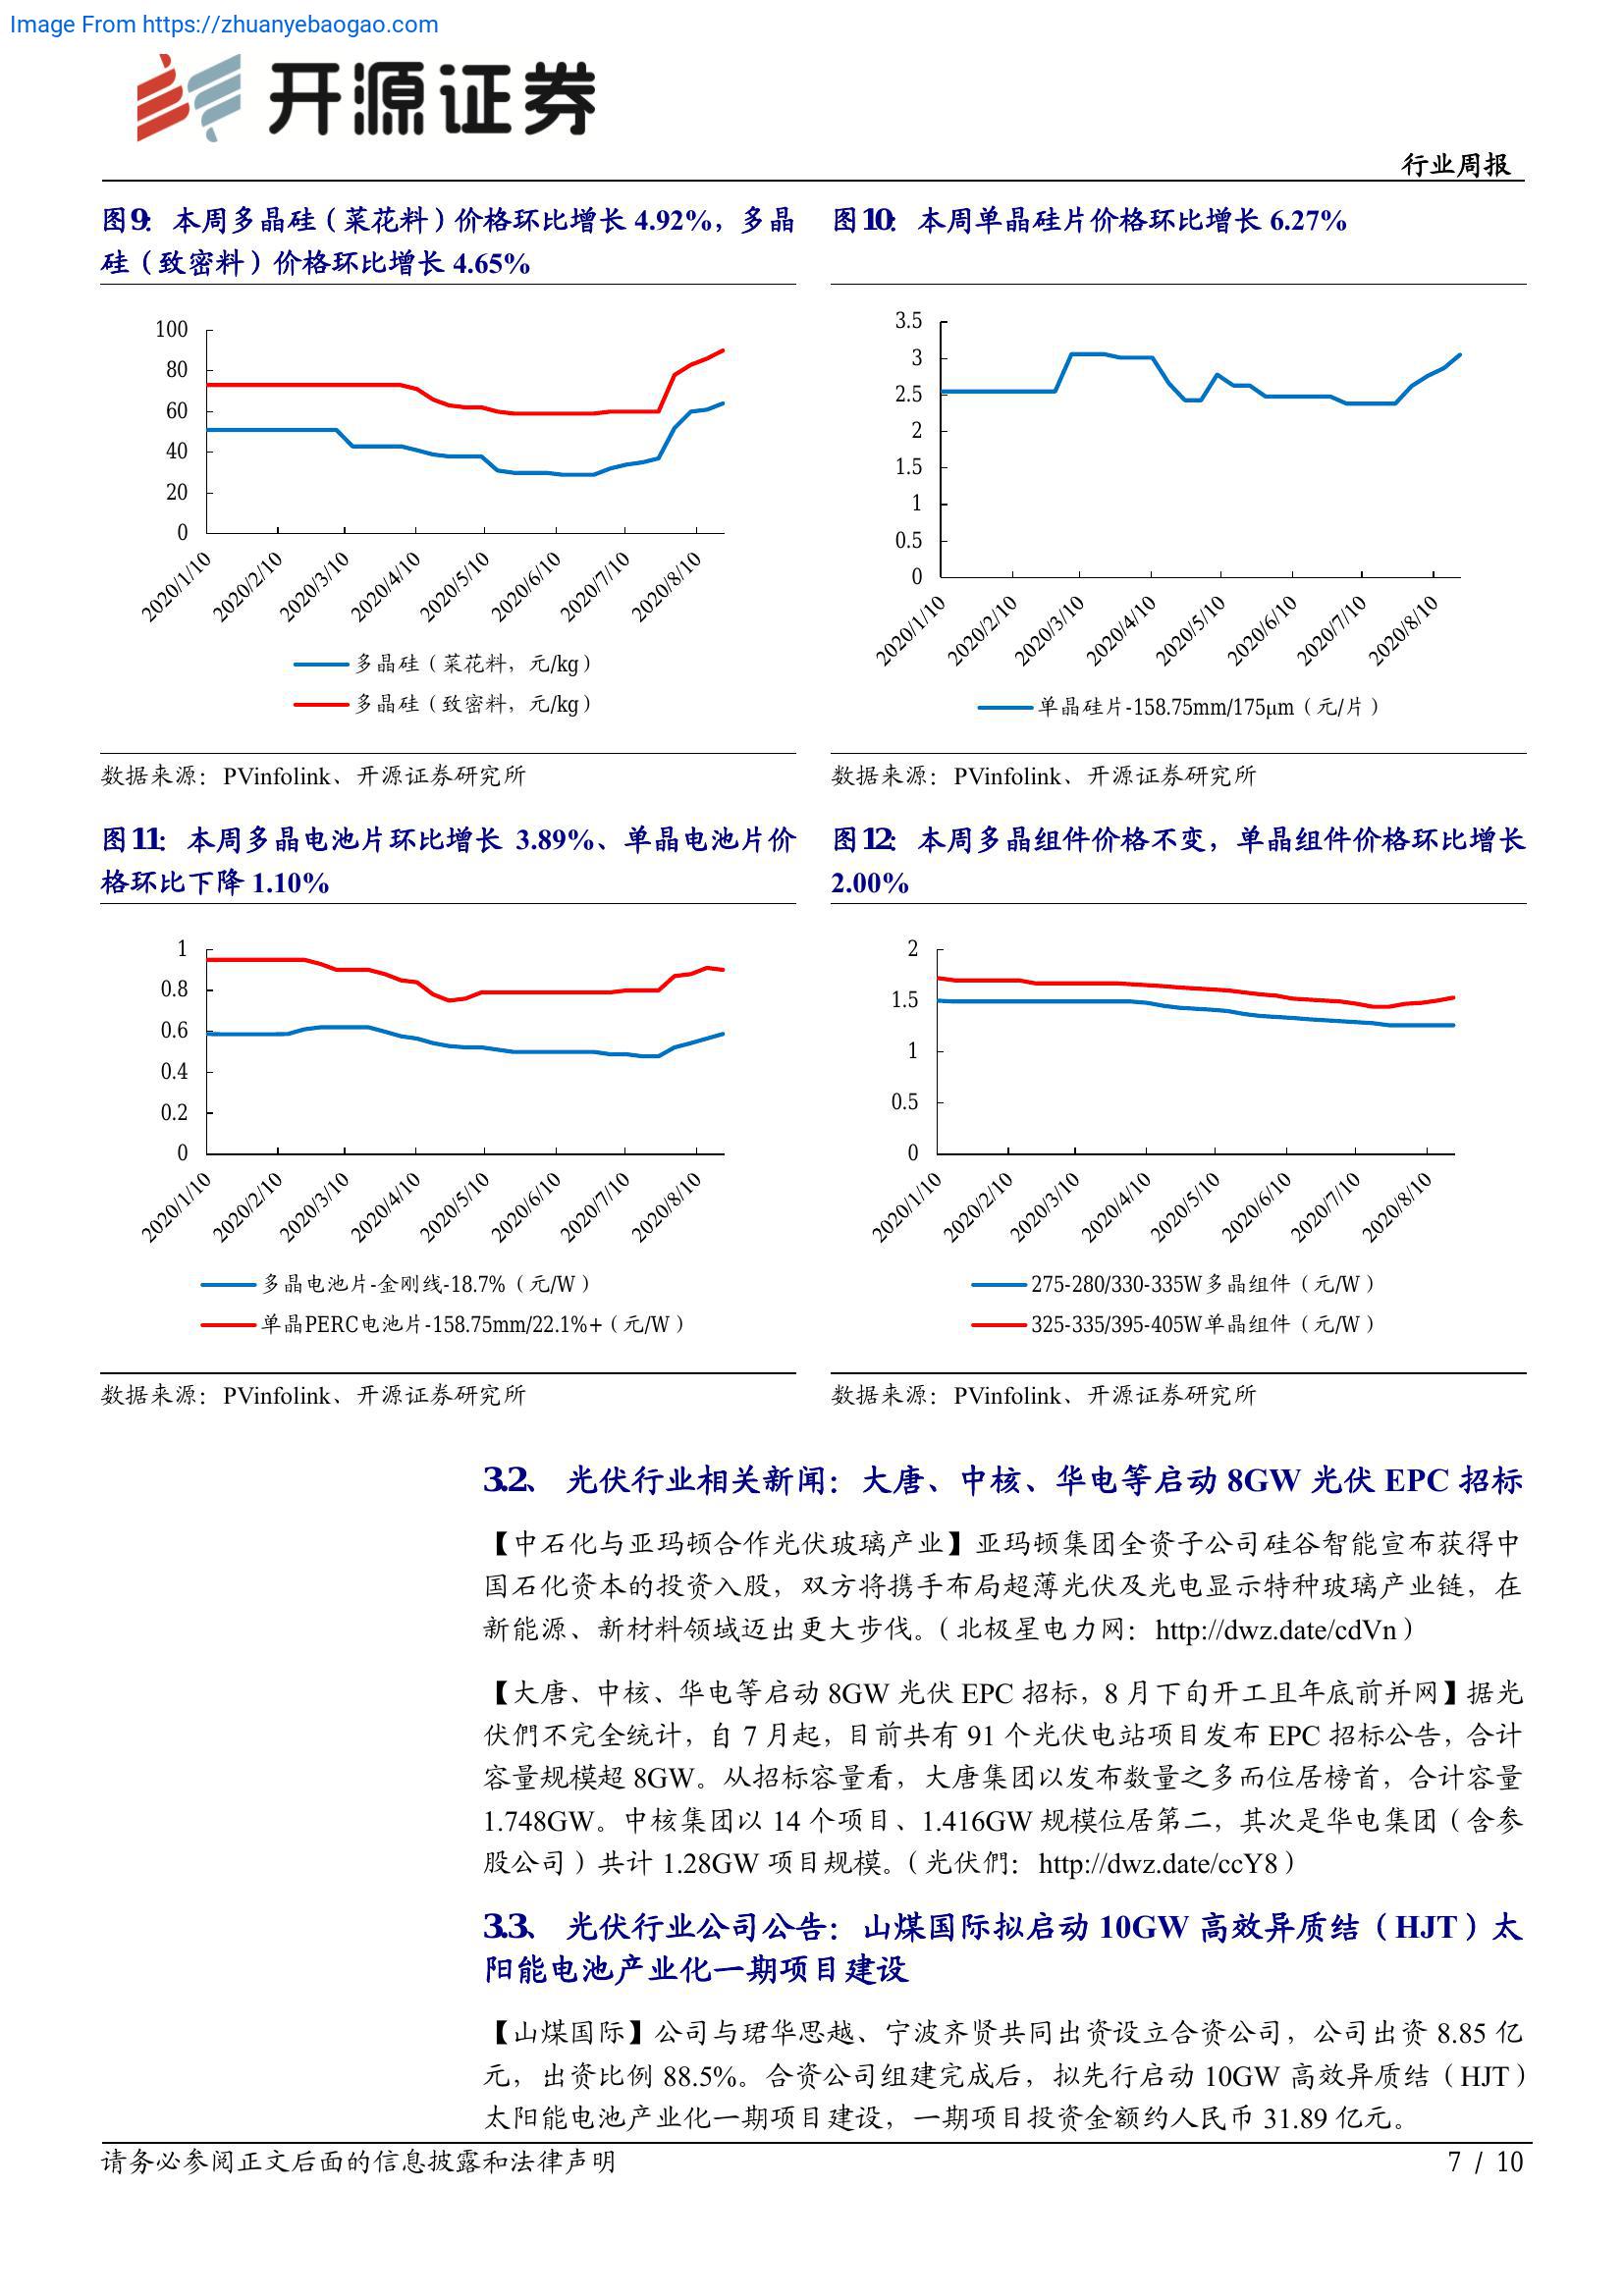 Image From https://zhuanyebaogao.com
开源证券
行业周报
图9: 本周多晶硅（菜花料）价格环比增长 4.92%，多晶
硅（致密料）价格环比增长 4.65%
100
80
60
40
20
0
2020/1/10
2020/2/10
2020/3/10
2020/4/10
2020/5/10
2020/6/10
2020/7/10
2020/8/10
多晶硅（菜花料，元/kg）
多晶硅（致密料，元/kg）
数据来源：PVinfolink、开源证券研究所
图10: 本周单晶硅片价格环比增长 6.27%
3.5
3
2.5
2
1.5
1
0.5
0
2020/1/10
2020/2/10
2020/3/10
2020/4/10
2020/5/10
2020/6/10
2020/7/10
2020/8/10
单晶硅片-158.75mm/175μm（元/片）
数据来源：PVinfolink、开源证券研究所
图11: 本周多晶电池片环比增长 3.89%、单晶电池片价
格环比下降 1.10%
1
0.8
0.6
0.4
0.2
0
2020/1/10
2020/2/10
2020/3/10
2020/4/10
2020/5/10
2020/6/10
2020/7/10
2020/8/10
多晶电池片-金刚线-18.7%（元/W）
单晶PERC电池片-158.75mm/22.1%+（元/W）
数据来源：PVinfolink、开源证券研究所
图12: 本周多晶组件价格不变，单晶组件价格环比增长
2.00%
2
1.5
1
0.5
0
2020/1/10
2020/2/10
2020/3/10
2020/4/10
2020/5/10
2020/6/10
2020/7/10
2020/8/10
275-280/330-335W多晶组件（元/W）
325-335/395-405W单晶组件（元/W）
数据来源：PVinfolink、开源证券研究所
3.2、 光伏行业相关新闻：大唐、中核、华电等启动 8GW 光伏 EPC 招标
【中石化与亚玛顿合作光伏玻璃产业】亚玛顿集团全资子公司硅谷智能宣布获得中
国石化资本的投资入股，双方将携手布局超薄光伏及光电显示特种玻璃产业链，在
新能源、新材料领域迈出更大步伐。（北极星电力网：http://dwz.date/cdVn）
【大唐、中核、华电等启动 8GW 光伏 EPC 招标，8 月下旬开工且年底前并网】据光
伏們不完全统计，自 7 月起，目前共有 91 个光伏电站项目发布 EPC 招标公告，合计
容量规模超 8GW。从招标容量看，大唐集团以发布数量之多而位居榜首，合计容量
1.748GW。中核集团以 14 个项目、1.416GW 规模位居第二，其次是华电集团（含参
股公司）共计 1.28GW 项目规模。（光伏們：http://dwz.date/ccY8）
3.3、 光伏行业公司公告：山煤国际拟启动 10GW 高效异质结（HJT）太
阳能电池产业化一期项目建设
【山煤国际】公司与珺华思越、宁波齐贤共同出资设立合资公司，公司出资 8.85 亿
元，出资比例 88.5%。合资公司组建完成后，拟先行启动 10GW 高效异质结（HJT）
太阳能电池产业化一期项目建设，一期项目投资金额约人民币 31.89 亿元。
请务必参阅正文后面的信息披露和法律声明
7 / 10